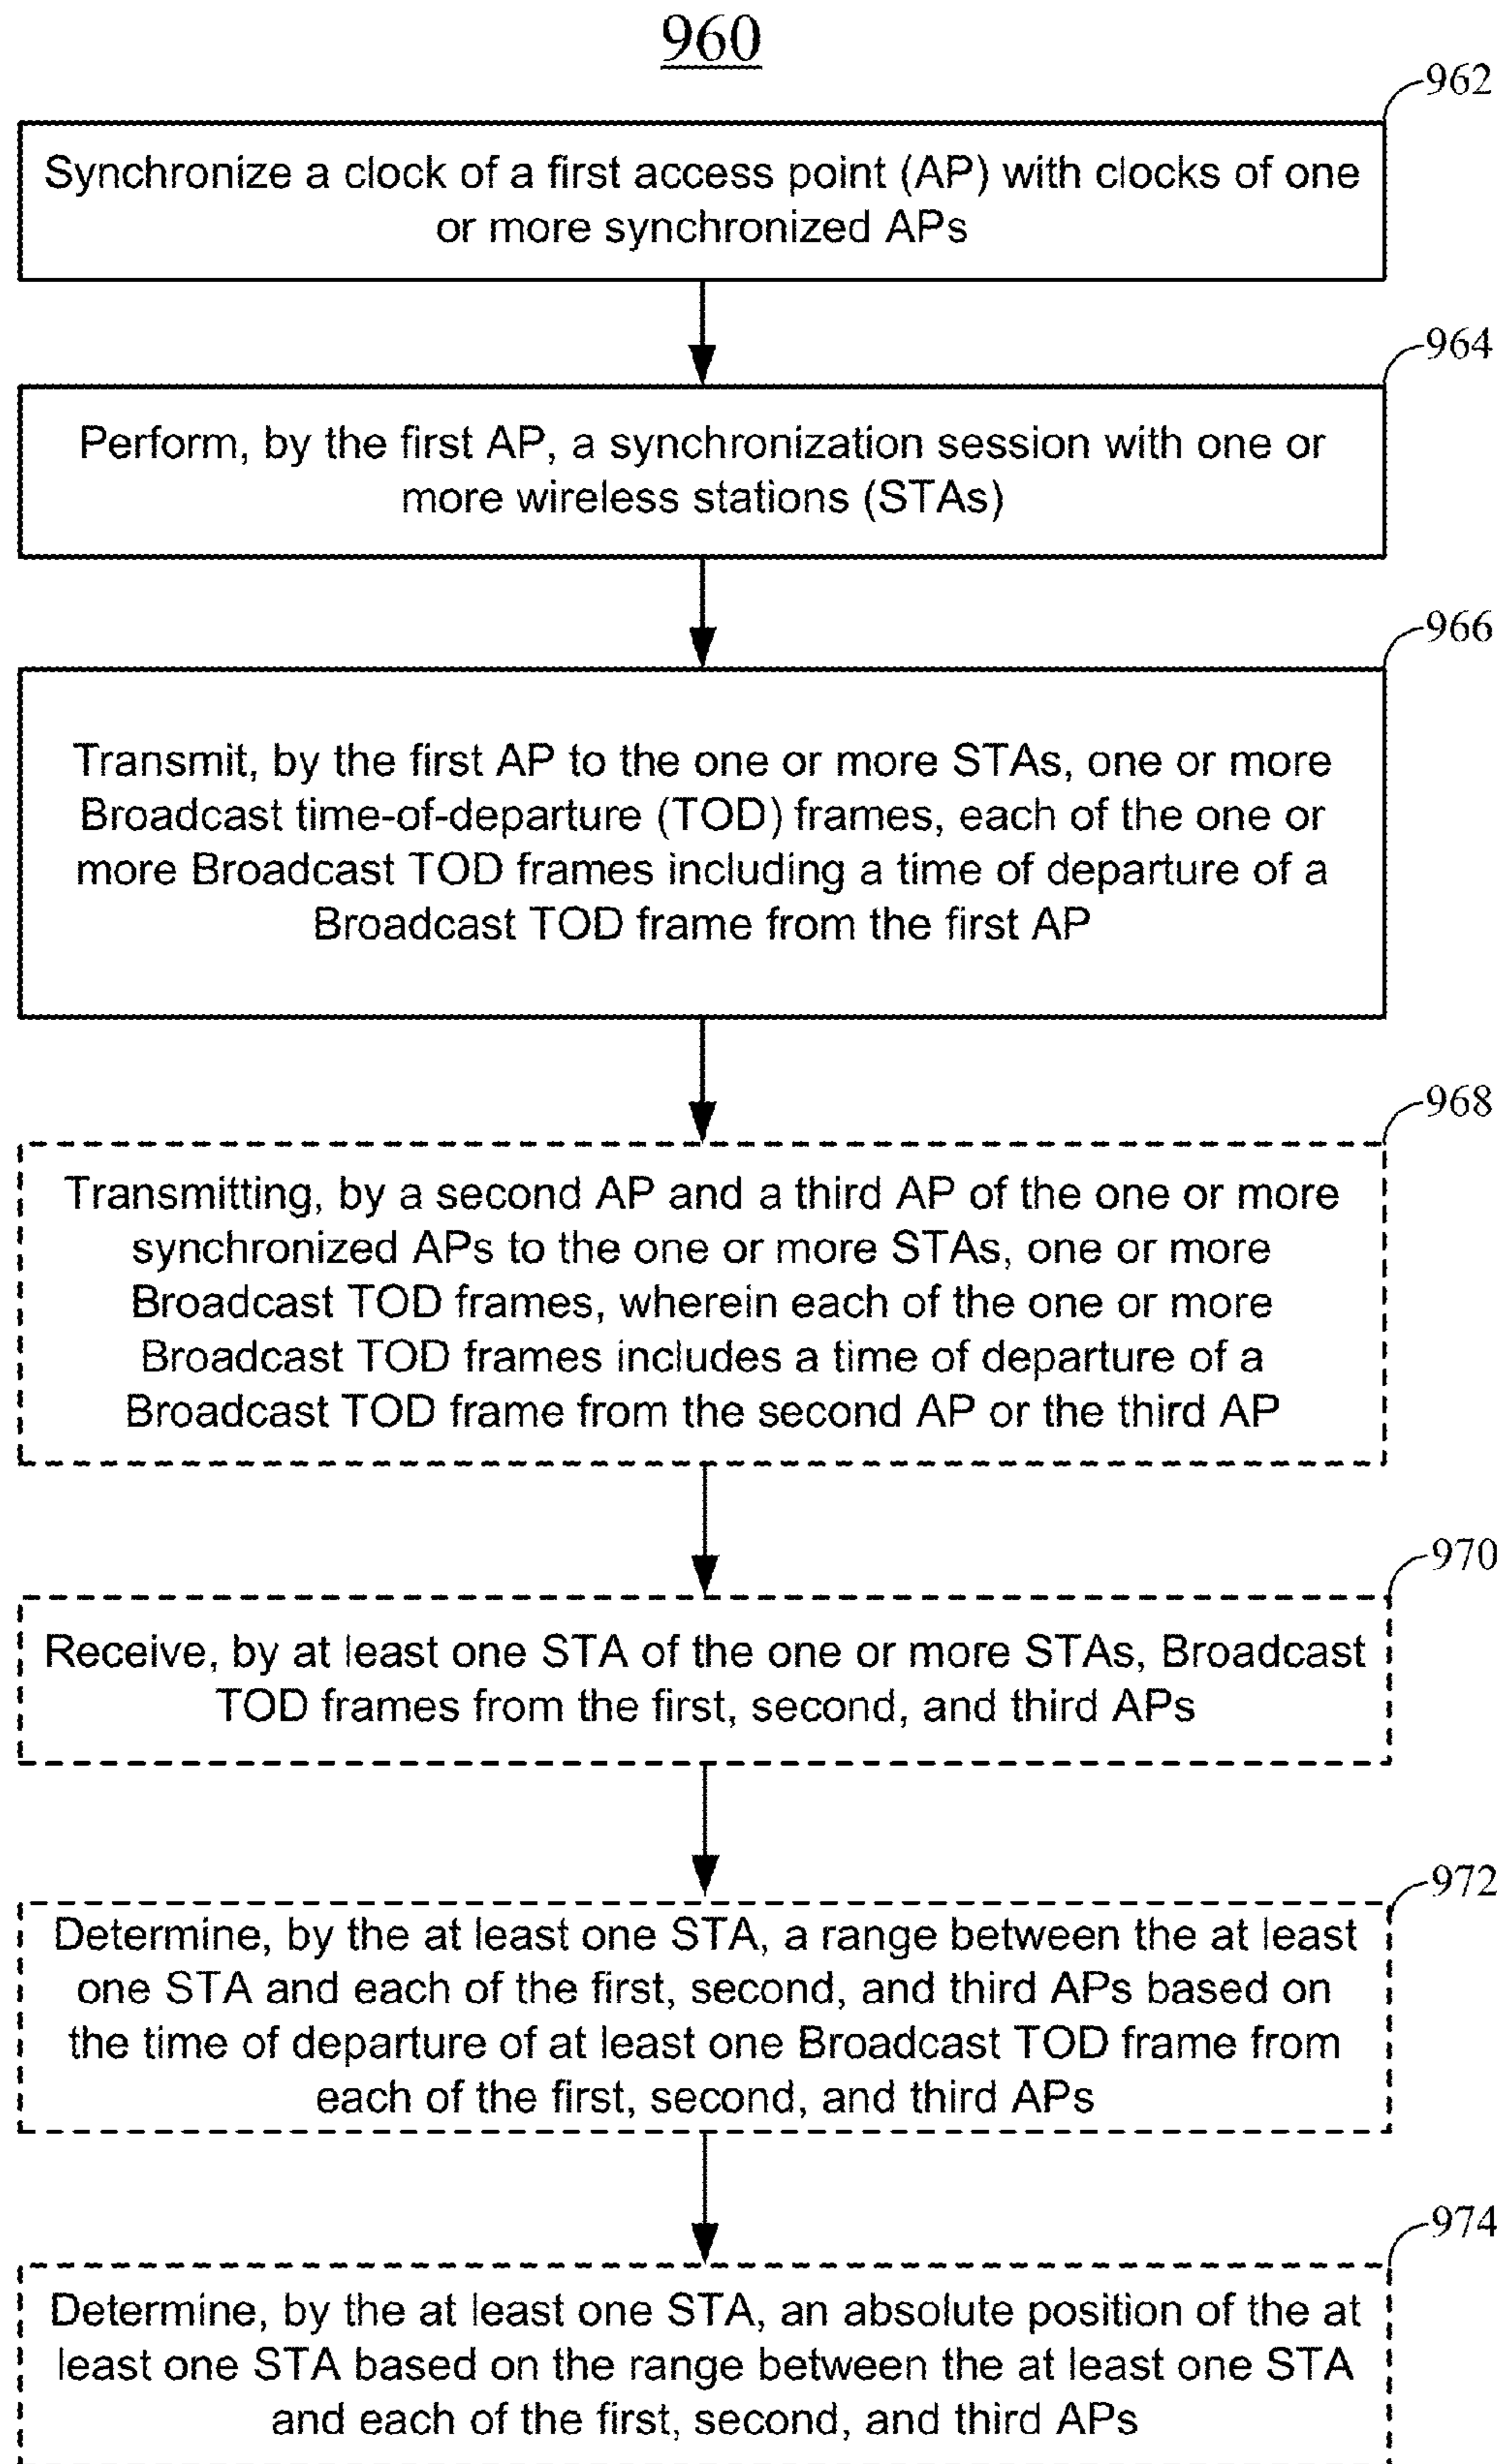 960
962
Synchronize a clock of a first access point (AP) with clocks of one
or more synchronized APs
964
Perform, by the first AP, a synchronization session with one or
more wireless stations (STAs)
966
Transmit, by the first AP to the one or more STAs, one or more
Broadcast time-of-departure (TOD) frames, each of the one or
more Broadcast TOD frames including a time of departure of a
Broadcast TOD frame from the first AP
968
Transmitting, by a second AP and a third AP of the one or more
synchronized APs to the one or more STAs, one or more
Broadcast TOD frames, wherein each of the one or more
Broadcast TOD frames includes a time of departure of a
Broadcast TOD frame from the second AP or the third AP
970
Receive, by at least one STA of the one or more STAs, Broadcast
TOD frames from the first, second, and third APs
972
Determine, by the at least one STA, a range between the at least
one STA and each of the first, second, and third APs based on
the time of departure of at least one Broadcast TOD frame from
each of the first, second, and third APs
974
Determine, by the at least one STA, an absolute position of the at
least one STA based on the range between the at least one STA
and each of the first, second, and third APs